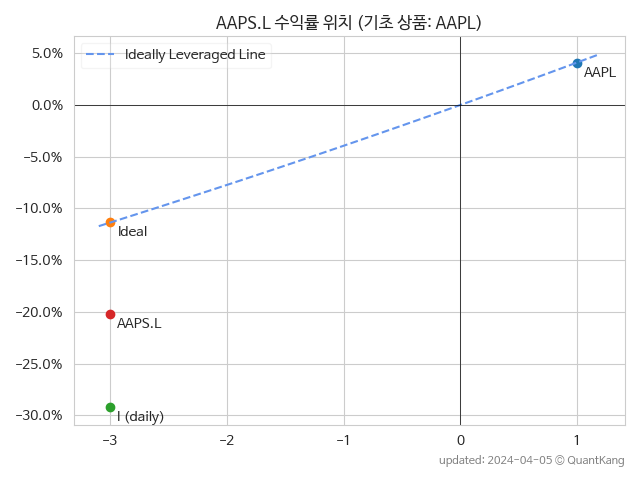 AAPS.L 수익률 위치 (기초 상품: AAPL)
5.0%
Ideally Leveraged Line
AAPL
0.0%
−5.0%
−10.0%
Ideal
−15.0%
−20.0%
AAPS.L
−25.0%
−30.0%
I (daily)
−3 −2 −1 0 1
updated: 2024-04-05 © QuantKang